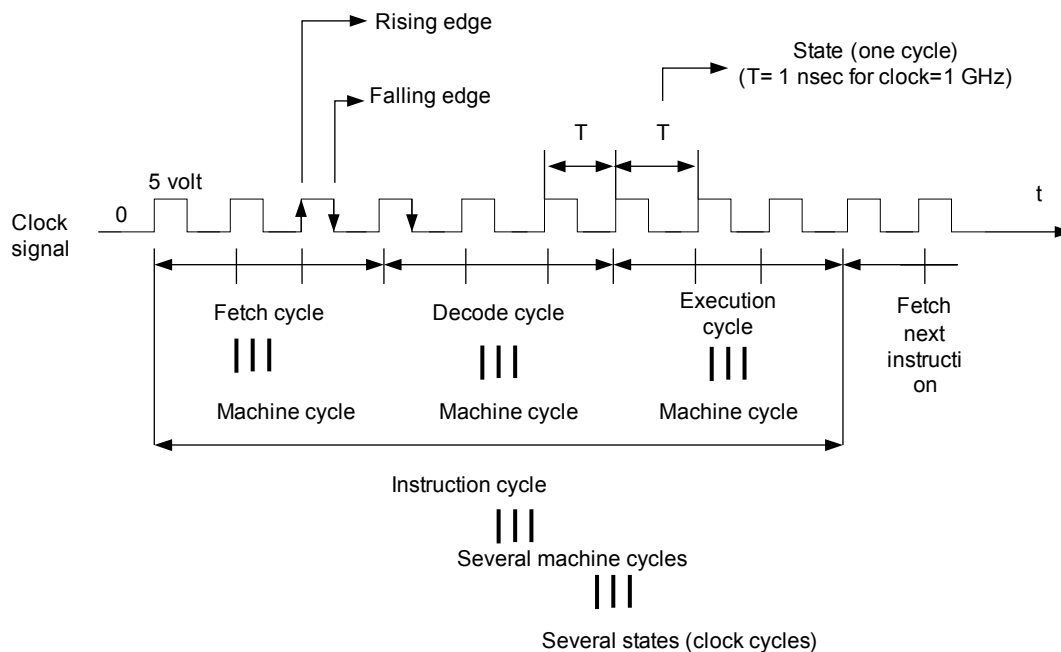 Rising edge
State (one cycle)
(T= 1 nsec for clock=1 GHz)
Falling edge
T
T
5 volt
0
t
Clock
signal
Fetch cycle
Decode cycle
Execution
cycle
Fetch
next
instructi
on
Machine cycle
Machine cycle
Machine cycle
Instruction cycle
Several machine cycles
Several states (clock cycles)